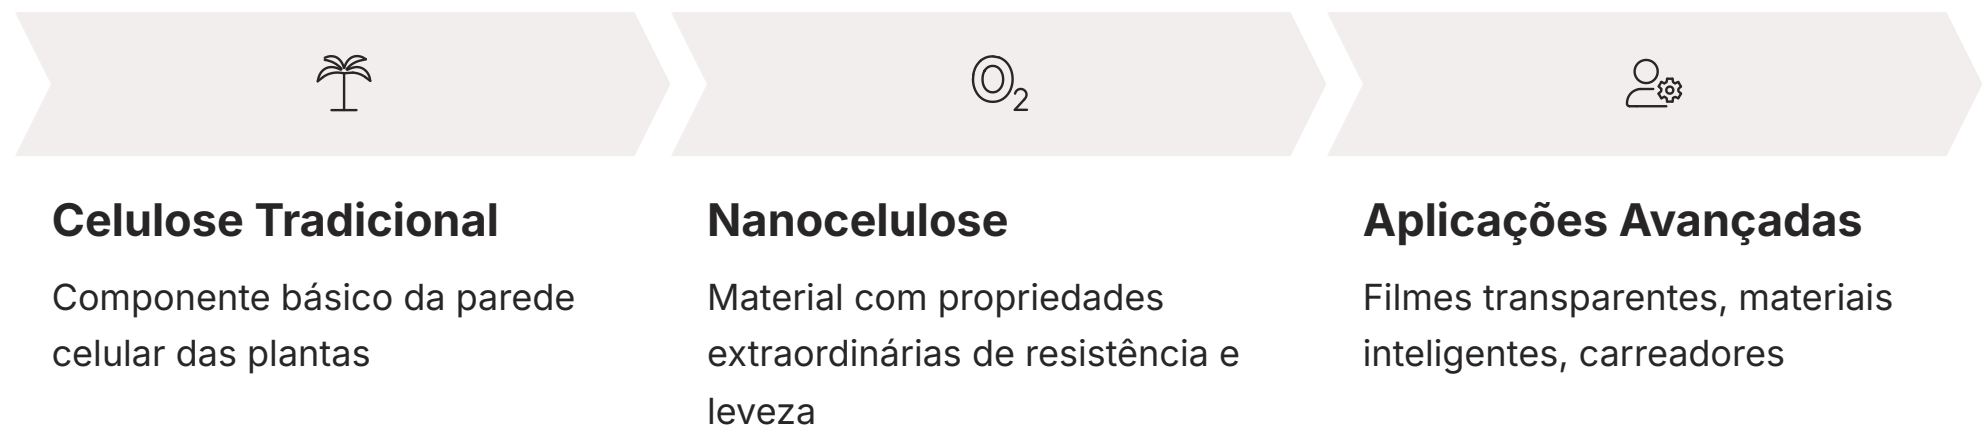 O2
Celulose Tradicional
Componente básico da parede
celular das plantas
Nanocelulose
Material com propriedades
extraordinárias de resistência e
leveza
Aplicações Avançadas
Filmes transparentes, materiais
inteligentes, carreadores